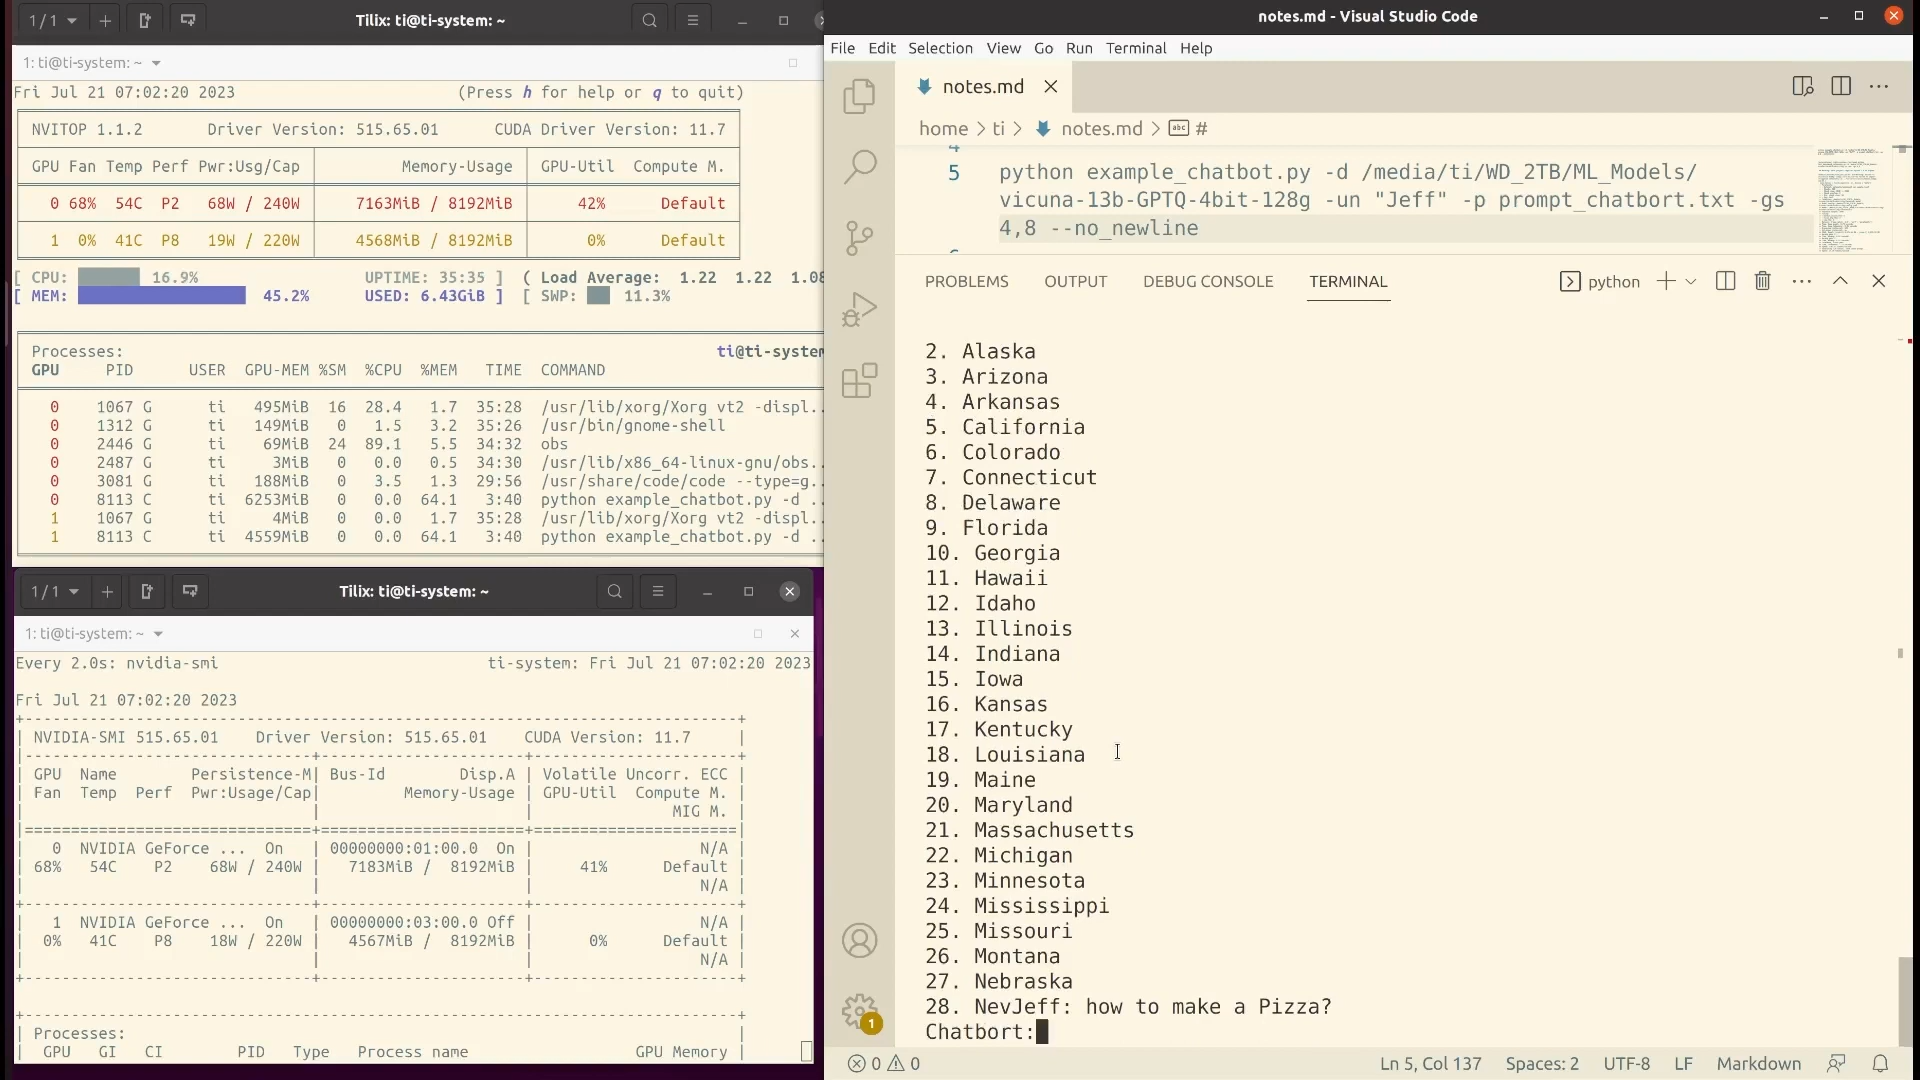 1 / 1
Tilix: ti@ti-system: ~
1: ti@ti-system: ~
Fri Jul 21 07:02:20 2023 (Press h for help or q to quit)
NVITOP 1.1.2 Driver Version: 515.65.01 CUDA Driver Version: 11.7
GPU Fan Temp Perf Pwr:Usg/Cap Memory-Usage GPU-Util Compute M.
0 68% 54C P2 68W / 240W 7163MiB / 8192MiB 42% Default
1 0% 41C P8 19W / 220W 4568MiB / 8192MiB 0% Default
[ CPU: 16.9% UPTIME: 35:35 ] ( Load Average: 1.22 1.22 1.08
[ MEM: 45.2% USED: 6.43GiB ] [ SWP: 11.3%
Processes: ti@ti-system
GPU PID USER GPU-MEM %SM %CPU %MEM TIME COMMAND
0 1067 G ti 495MiB 16 28.4 1.7 35:28 /usr/lib/xorg/Xorg vt2 -displ..
0 1312 G ti 149MiB 0 1.5 3.2 35:26 /usr/bin/gnome-shell
0 2446 G ti 69MiB 24 89.1 5.5 34:32 obs
0 2487 G ti 3MiB 0 0.0 0.5 34:30 /usr/lib/x86_64-linux-gnu/obs..
0 3081 G ti 188MiB 0 3.5 1.3 29:56 /usr/share/code/code --type=g..
0 8113 C ti 6253MiB 0 0.0 64.1 3:40 python example_chatbot.py -d ..
1 1067 G ti 4MiB 0 0.0 1.7 35:28 /usr/lib/xorg/Xorg vt2 -displ..
1 8113 C ti 4559MiB 0 0.0 64.1 3:40 python example_chatbot.py -d ..
1 / 1
Tilix: ti@ti-system: ~
1: ti@ti-system: ~
Every 2.0s: nvidia-smi ti-system: Fri Jul 21 07:02:20 2023
Fri Jul 21 07:02:20 2023
+-----------------------------------------------------------------------------+
| NVIDIA-SMI 515.65.01 Driver Version: 515.65.01 CUDA Version: 11.7 |
|-------------------------------+----------------------+----------------------+
| GPU Name Persistence-M| Bus-Id Disp.A | Volatile Uncorr. ECC |
| Fan Temp Perf Pwr:Usage/Cap| Memory-Usage | GPU-Util Compute M. |
| | | MIG M. |
|===============================+======================+======================|
| 0 NVIDIA GeForce ... On | 00000000:01:00.0 On | N/A |
| 68% 54C P2 68W / 240W | 7183MiB / 8192MiB | 41% Default |
| | | N/A |
+-------------------------------+----------------------+----------------------+
| 1 NVIDIA GeForce ... On | 00000000:03:00.0 Off | N/A |
| 0% 41C P8 18W / 220W | 4567MiB / 8192MiB | 0% Default |
| | | N/A |
+-------------------------------+----------------------+----------------------+
+-----------------------------------------------------------------------------+
| Processes: |
| GPU GI CI PID Type Process name GPU Memory |
notes.md - Visual Studio Code
File Edit Selection View Go Run Terminal Help
notes.md
home > ti > notes.md > abc #
4
5 python example_chatbot.py -d /media/ti/WD_2TB/ML_Models/
vicuna-13b-GPTQ-4bit-128g -un "Jeff" -p prompt_chatbort.txt -gs
4,8 --no_newline
PROBLEMS OUTPUT DEBUG CONSOLE TERMINAL python
2. Alaska
3. Arizona
4. Arkansas
5. California
6. Colorado
7. Connecticut
8. Delaware
9. Florida
10. Georgia
11. Hawaii
12. Idaho
13. Illinois
14. Indiana
15. Iowa
16. Kansas
17. Kentucky
18. Louisiana
19. Maine
20. Maryland
21. Massachusetts
22. Michigan
23. Minnesota
24. Mississippi
25. Missouri
26. Montana
27. Nebraska
28. NevJeff: how to make a Pizza?
Chatbort:
1
0 0 Ln 5, Col 137 Spaces: 2 UTF-8 LF Markdown